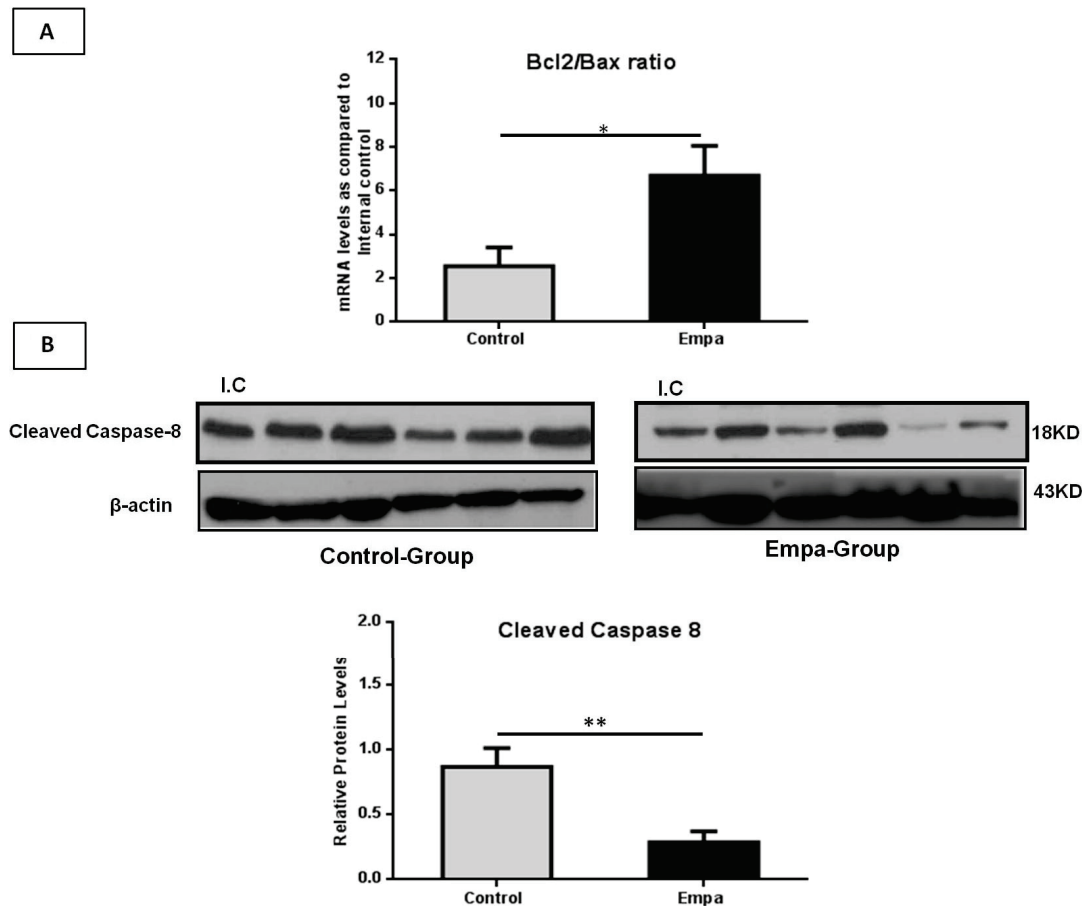 A
Bcl2/Bax ratio
mRNA levels as compared to
Internal control
12
10
8
6
4
2
0
*
Control
Empa
B
I.C
I.C
Cleaved Caspase-8
18KD
β-actin
43KD
Control-Group
Empa-Group
Cleaved Caspase 8
Relative Protein Levels
2.0
1.5
1.0
0.5
0.0
**
Control
Empa